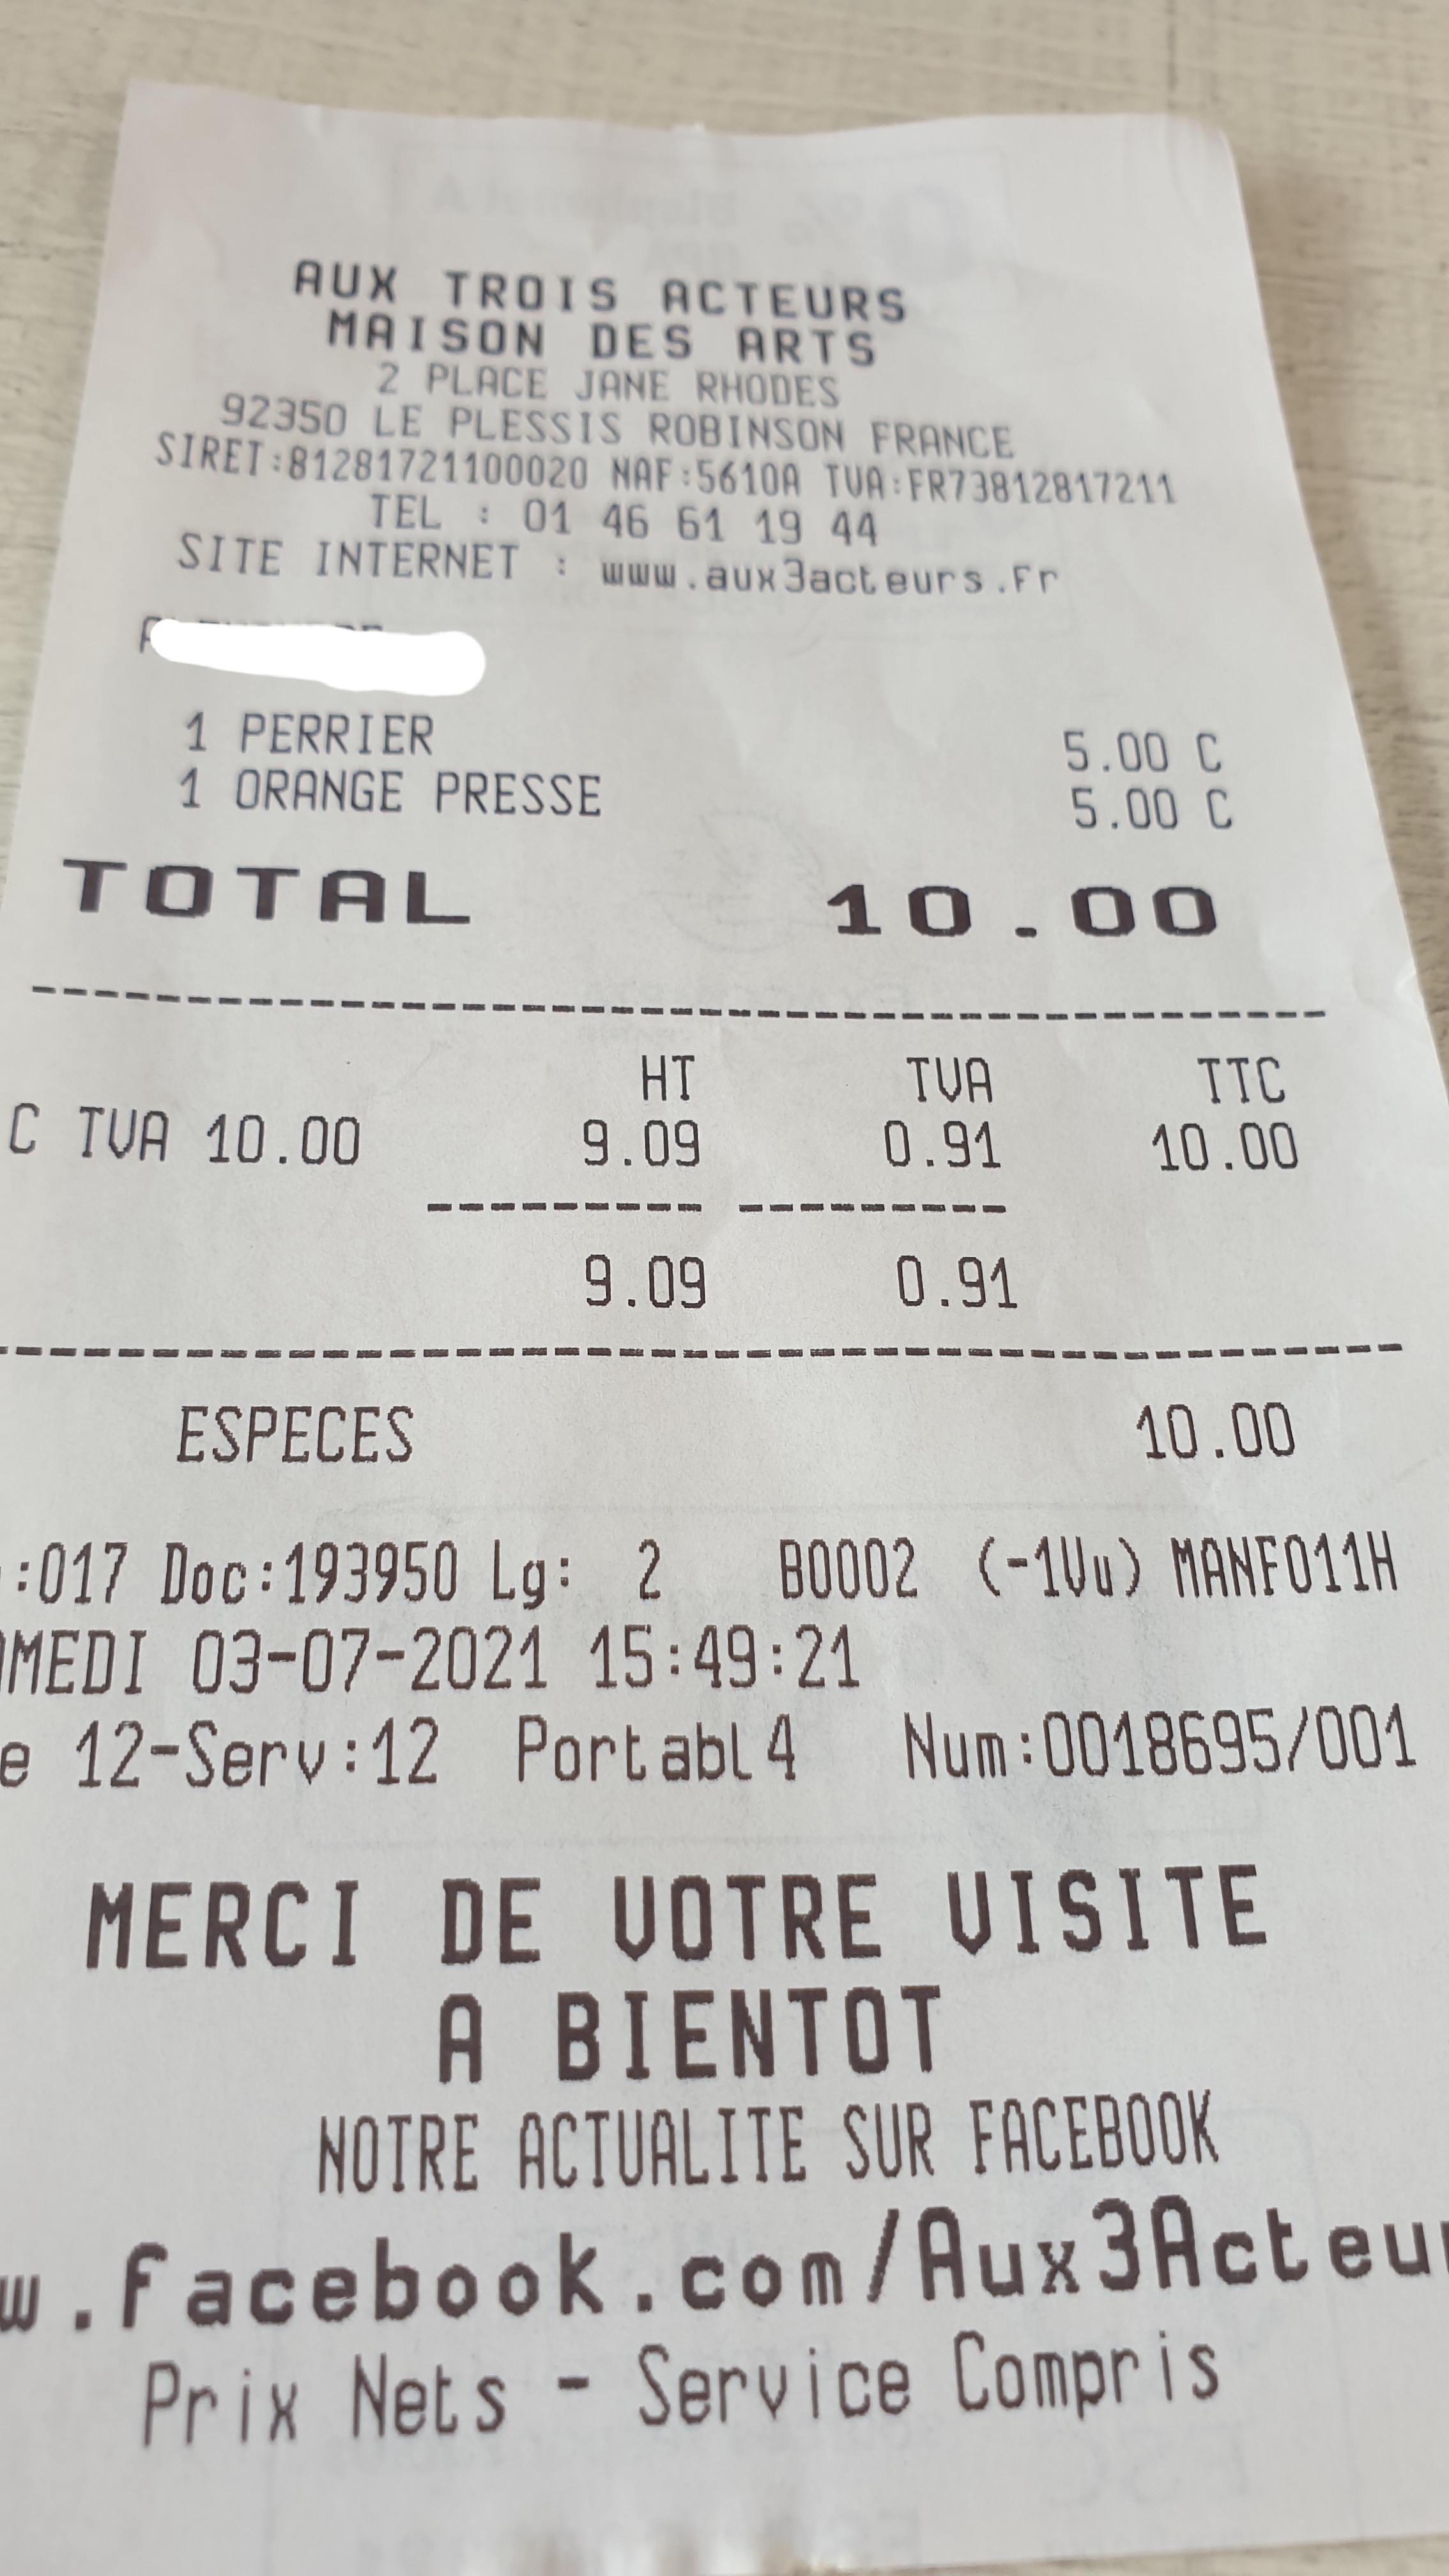 AUX TROIS ACTEURS
MAISON DES ARTS
2 PLACE JANE RHODES
92350 LE PLESSIS ROBINSON FRANCE
SIRET:81281721100020 NAF:5610A TVA:FR73812817211
TEL : 01 46 61 19 44
SITE INTERNET : www.aux3acteurs.Fr
1 PERRIER 5.00 C
1 ORANGE PRESSE 5.00 C
TOTAL 10.00
HT TVA TTC
C TVA 10.00 9.09 0.91 10.00
9.09 0.91
ESPECES 10.00
:017 Doc:193950 Lg: 2 B0002 (-1Vu) MANF011H
AMEDI 03-07-2021 15:49:21
e 12-Serv:12 Portabl4 Num:0018695/001
MERCI DE VOTRE VISITE
A BIENTOT
NOTRE ACTUALITE SUR FACEBOOK
w.facebook.com/Aux3Acteur
Prix Nets - Service Compris